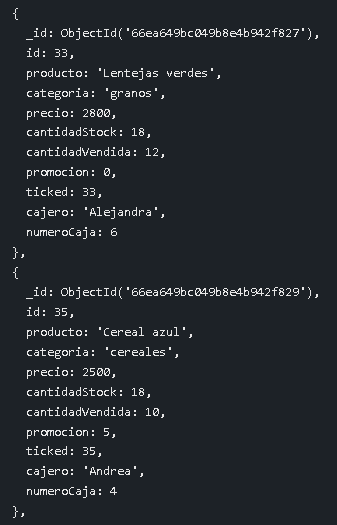 {
_id: ObjectId('66ea649bc049b8e4b942f827'),
id: 33,
producto: 'Lentejas verdes',
categoria: 'granos',
precio: 2800,
cantidadStock: 18,
cantidadVendida: 12,
promocion: 0,
ticked: 33,
cajero: 'Alejandra',
numeroCaja: 6
},
{
_id: ObjectId('66ea649bc049b8e4b942f829'),
id: 35,
producto: 'Cereal azul',
categoria: 'cereales',
precio: 2500,
cantidadStock: 18,
cantidadVendida: 10,
promocion: 5,
ticked: 35,
cajero: 'Andrea',
numeroCaja: 4
},